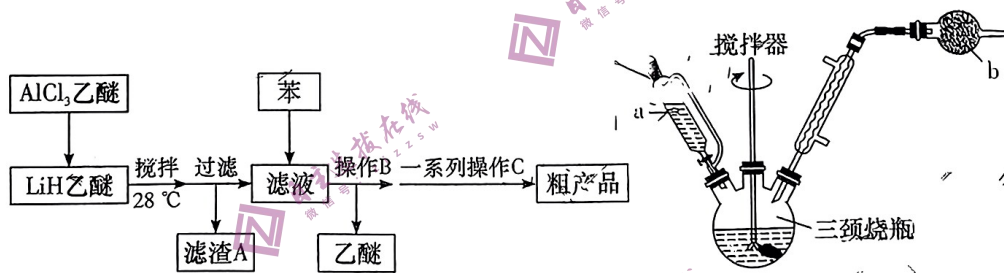 AlCl₃乙醚
LiH乙醚
搅拌
28 ℃
过滤
滤渣A
苯
滤液
操作B
乙醚
一系列操作C
粗产品
搅拌器
a
b
三颈烧瓶